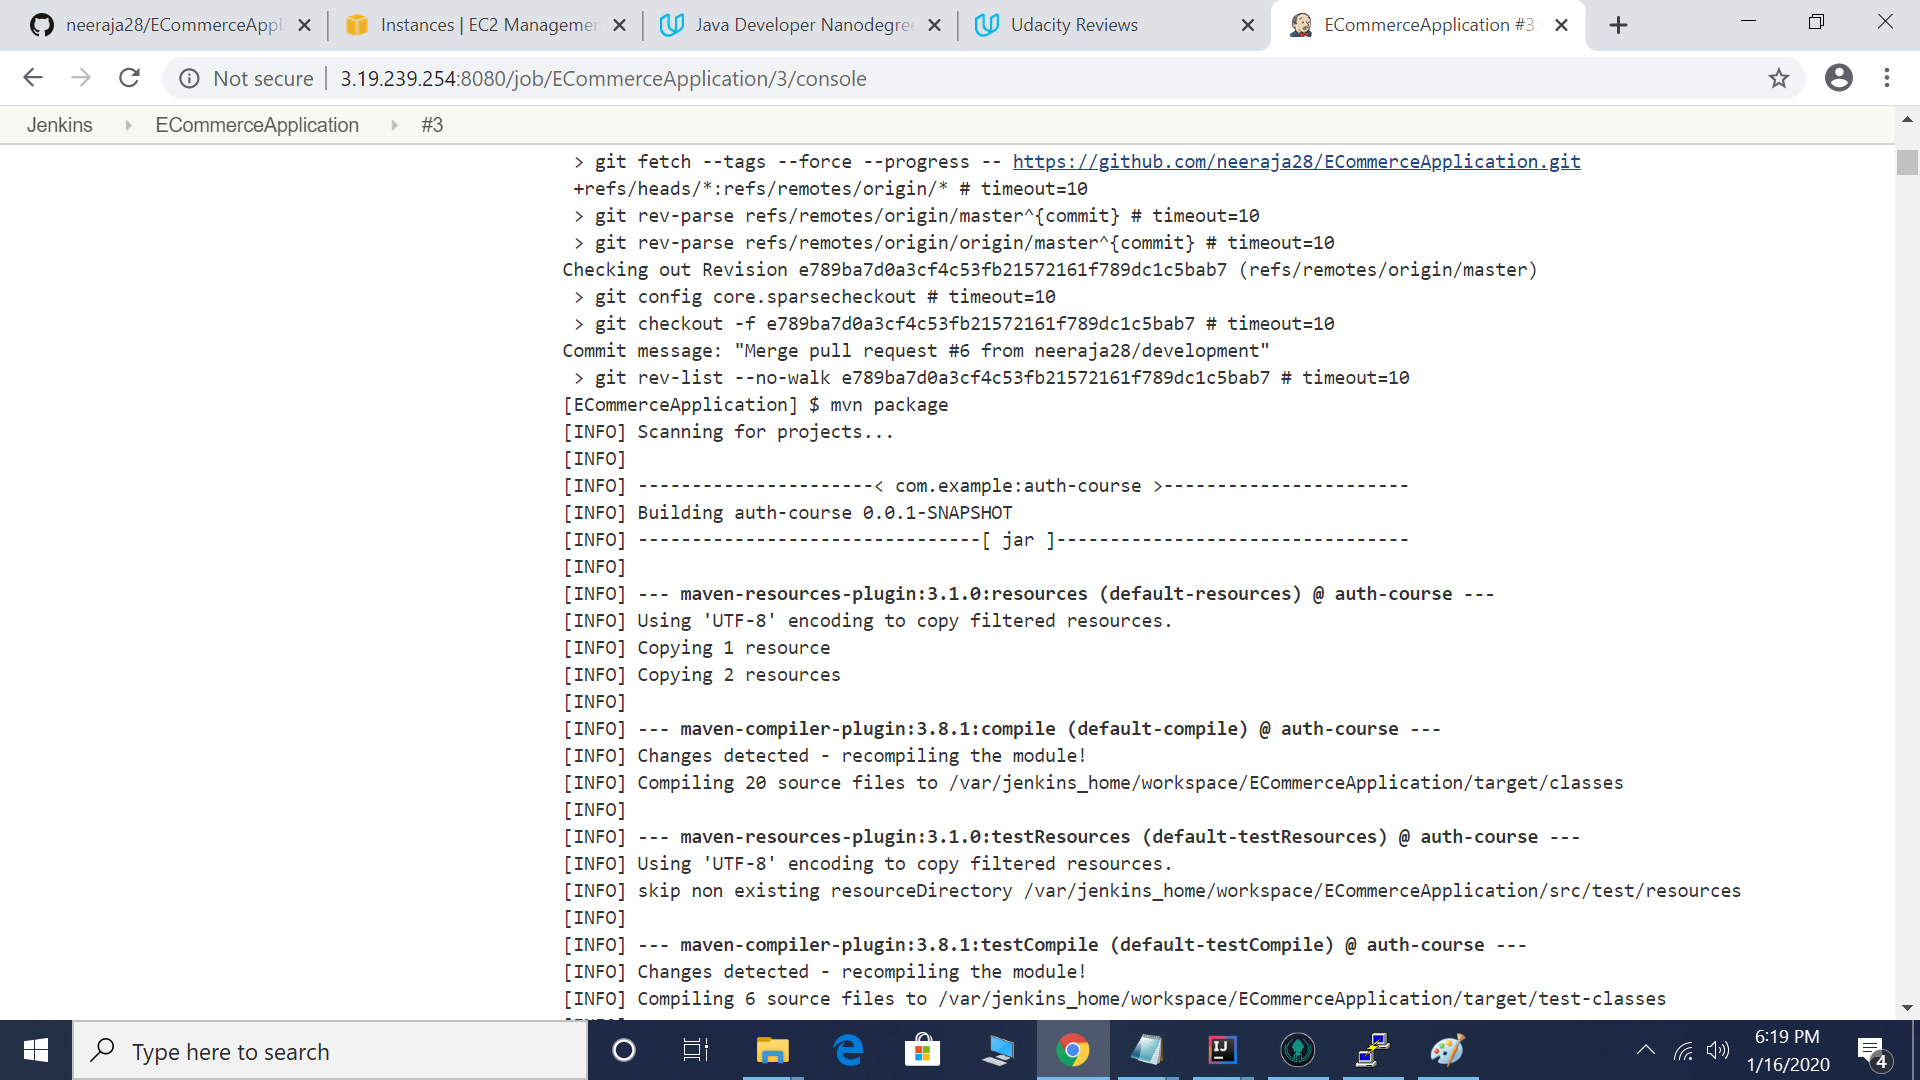 neeraja28/ECommerceAppl
Instances | EC2 Managemen
Java Developer Nanodegree
Udacity Reviews
ECommerceApplication #3
Not secure
3.19.239.254:8080/job/ECommerceApplication/3/console
Jenkins
ECommerceApplication
#3
> git fetch --tags --force --progress -- https://github.com/neeraja28/ECommerceApplication.git
+refs/heads/*:refs/remotes/origin/* # timeout=10
> git rev-parse refs/remotes/origin/master^{commit} # timeout=10
> git rev-parse refs/remotes/origin/origin/master^{commit} # timeout=10
Checking out Revision e789ba7d0a3cf4c53fb21572161f789dc1c5bab7 (refs/remotes/origin/master)
> git config core.sparsecheckout # timeout=10
> git checkout -f e789ba7d0a3cf4c53fb21572161f789dc1c5bab7 # timeout=10
Commit message: "Merge pull request #6 from neeraja28/development"
> git rev-list --no-walk e789ba7d0a3cf4c53fb21572161f789dc1c5bab7 # timeout=10
[ECommerceApplication] $ mvn package
[INFO] Scanning for projects...
[INFO]
[INFO] ----------------------< com.example:auth-course >-----------------------
[INFO] Building auth-course 0.0.1-SNAPSHOT
[INFO] --------------------------------[ jar ]---------------------------------
[INFO]
[INFO] --- maven-resources-plugin:3.1.0:resources (default-resources) @ auth-course ---
[INFO] Using 'UTF-8' encoding to copy filtered resources.
[INFO] Copying 1 resource
[INFO] Copying 2 resources
[INFO]
[INFO] --- maven-compiler-plugin:3.8.1:compile (default-compile) @ auth-course ---
[INFO] Changes detected - recompiling the module!
[INFO] Compiling 20 source files to /var/jenkins_home/workspace/ECommerceApplication/target/classes
[INFO]
[INFO] --- maven-resources-plugin:3.1.0:testResources (default-testResources) @ auth-course ---
[INFO] Using 'UTF-8' encoding to copy filtered resources.
[INFO] skip non existing resourceDirectory /var/jenkins_home/workspace/ECommerceApplication/src/test/resources
[INFO]
[INFO] --- maven-compiler-plugin:3.8.1:testCompile (default-testCompile) @ auth-course ---
[INFO] Changes detected - recompiling the module!
[INFO] Compiling 6 source files to /var/jenkins_home/workspace/ECommerceApplication/target/test-classes
Type here to search
IJ
6:19 PM
1/16/2020
4